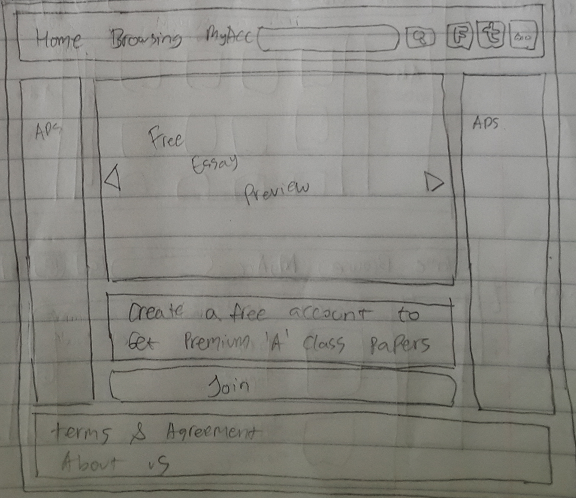 Home Browsing MyAcc
F t
ADS
ADS
Free
Essay
Preview
Create a free account to
Get Premium 'A' Class papers
Join
Terms & Agreement
About us